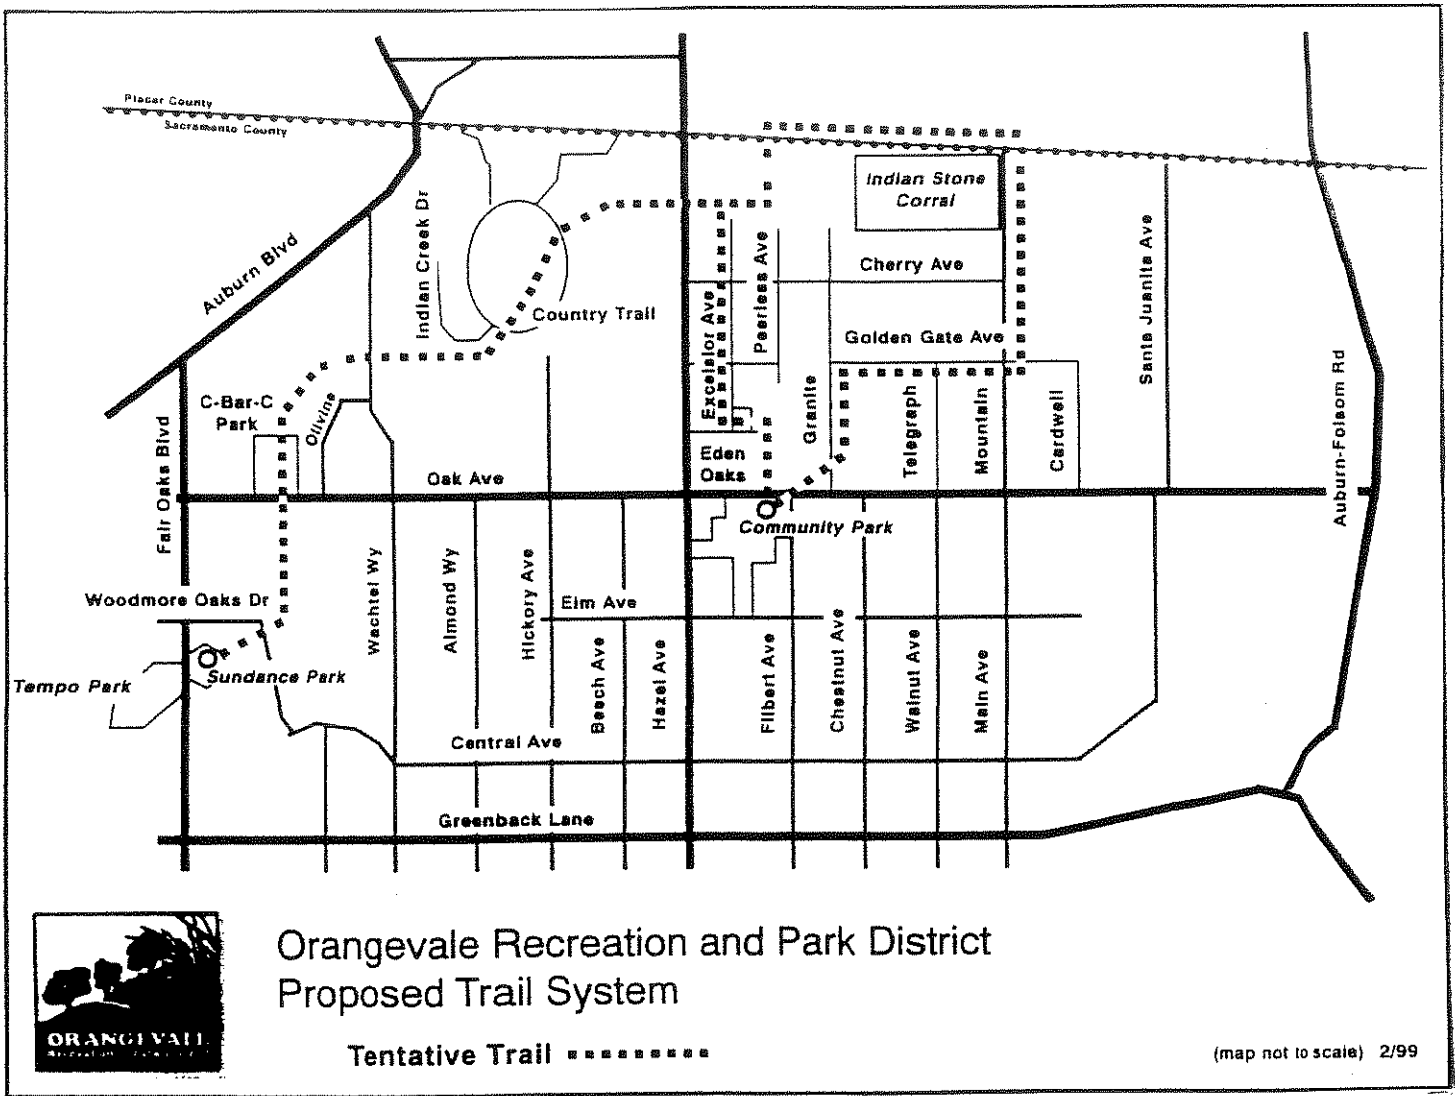 Placer County
Sacramento County
Indian Stone
Corral
Auburn Blvd
Indian Creek Dr
Country Trail
Cherry Ave
Peerless Ave
Excelsior Ave
Golden Gate Ave
Santa Juanita Ave
Auburn-Folsom Rd
C-Bar-C
Park
Olivine
Fair Oaks Blvd
Granite
Telegraph
Mountain
Cardwell
Eden
Oaks
Oak Ave
Community Park
Woodmore Oaks Dr
Wachtel Wy
Almond Wy
Hickory Ave
Elm Ave
Beech Ave
Hazel Ave
Filbert Ave
Chestnut Ave
Walnut Ave
Main Ave
Sundance Park
Tempo Park
Central Ave
Greenback Lane
ORANGEVALE
Orangevale Recreation and Park District
Proposed Trail System
Tentative Trail
(map not to scale) 2/99